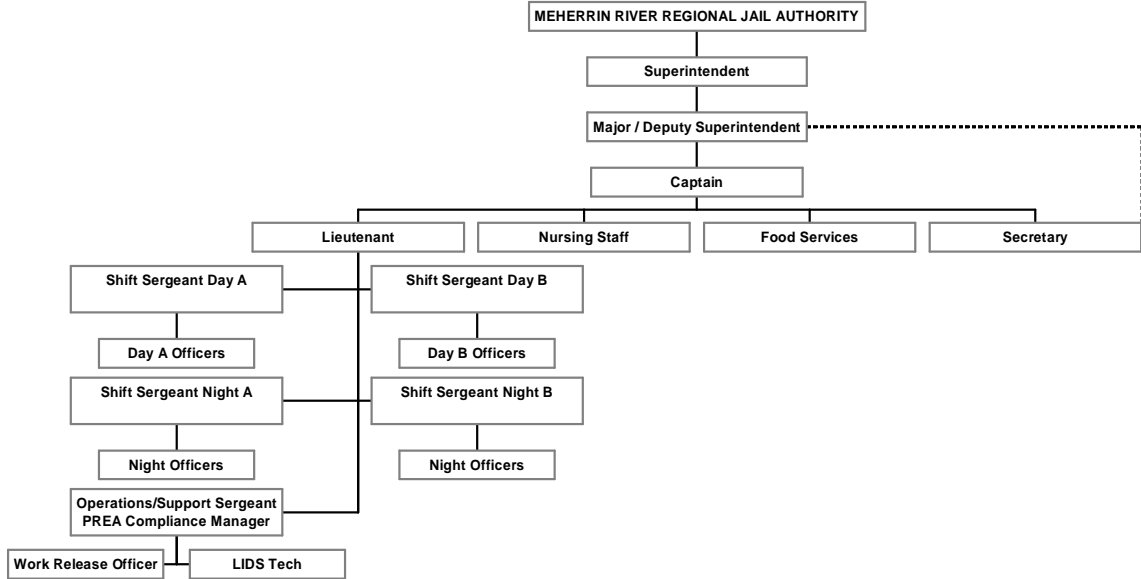 MEHERRIN RIVER REGIONAL JAIL AUTHORITY
Superintendent
Major / Deputy Superintendent
Captain
Lieutenant
Nursing Staff
Food Services
Secretary
Shift Sergeant Day A
Shift Sergeant Day B
Day A Officers
Day B Officers
Shift Sergeant Night A
Shift Sergeant Night B
Night Officers
Night Officers
Operations/Support Sergeant
PREA Compliance Manager
Work Release Officer
LIDS Tech